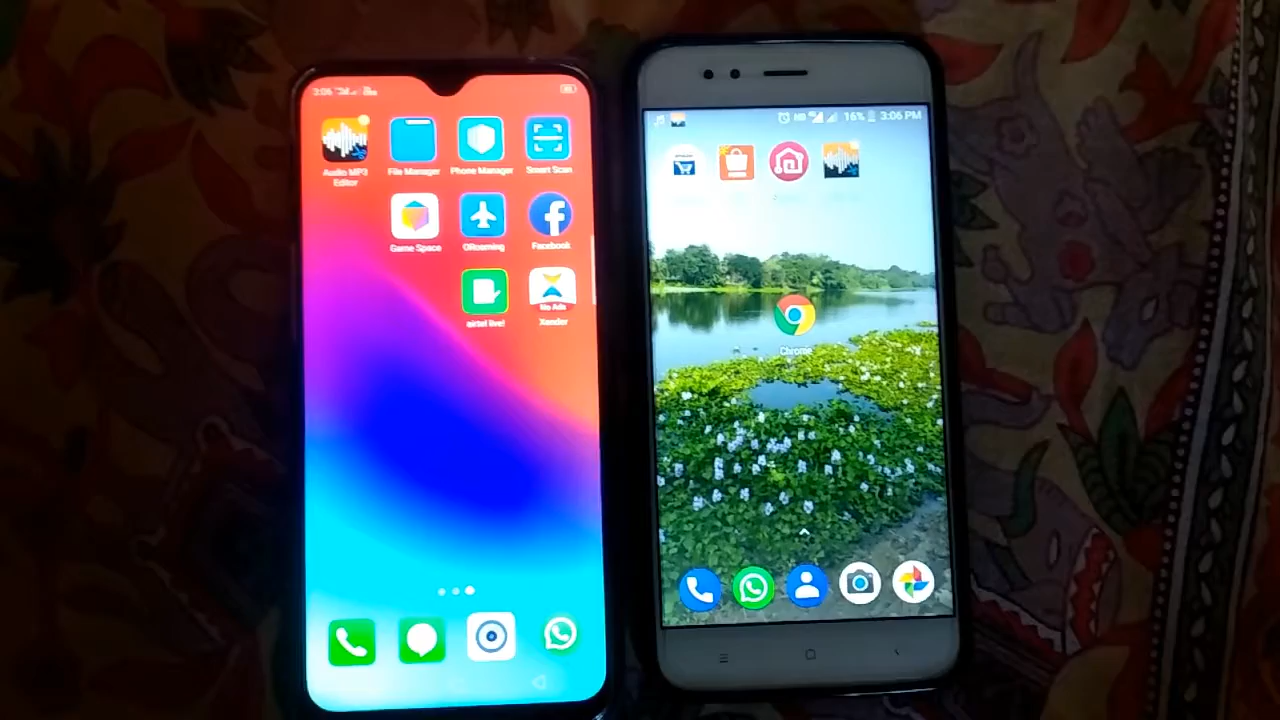 3:06
Audio MP3
Editor
File Manager
Phone Manager
Smart Scan
Game Space
ORoaming
Facebook
airtel live!
No Ads
Xender
16% 3:06 PM
Chrome